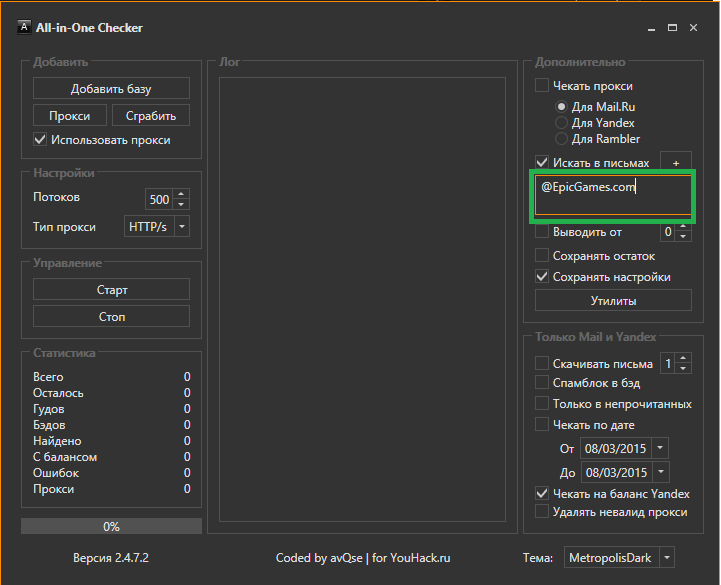 All-in-One Checker
Добавить
Добавить базу
Прокси
Сграбить
Использовать прокси
Настройки
Потоков
500
Тип прокси
HTTP/s
Управление
Старт
Стоп
Статистика
Всего 0
Осталось 0
Гудов 0
Бэдов 0
Найдено 0
С балансом 0
Ошибок 0
Прокси 0
0%
Лог
Дополнительно
Чекать прокси
Для Mail.Ru
Для Yandex
Для Rambler
Искать в письмах +
@EpicGames.com
Выводить от 0
Сохранять остаток
Сохранять настройки
Утилиты
Только Mail и Yandex
Скачивать письма 1
Спамблок в бэд
Только в непрочитанных
Чекать по дате
От 08/03/2015
До 08/03/2015
Чекать на баланс Yandex
Удалять невалид прокси
Версия 2.4.7.2
Coded by avQse | for YouHack.ru
Тема: MetropolisDark